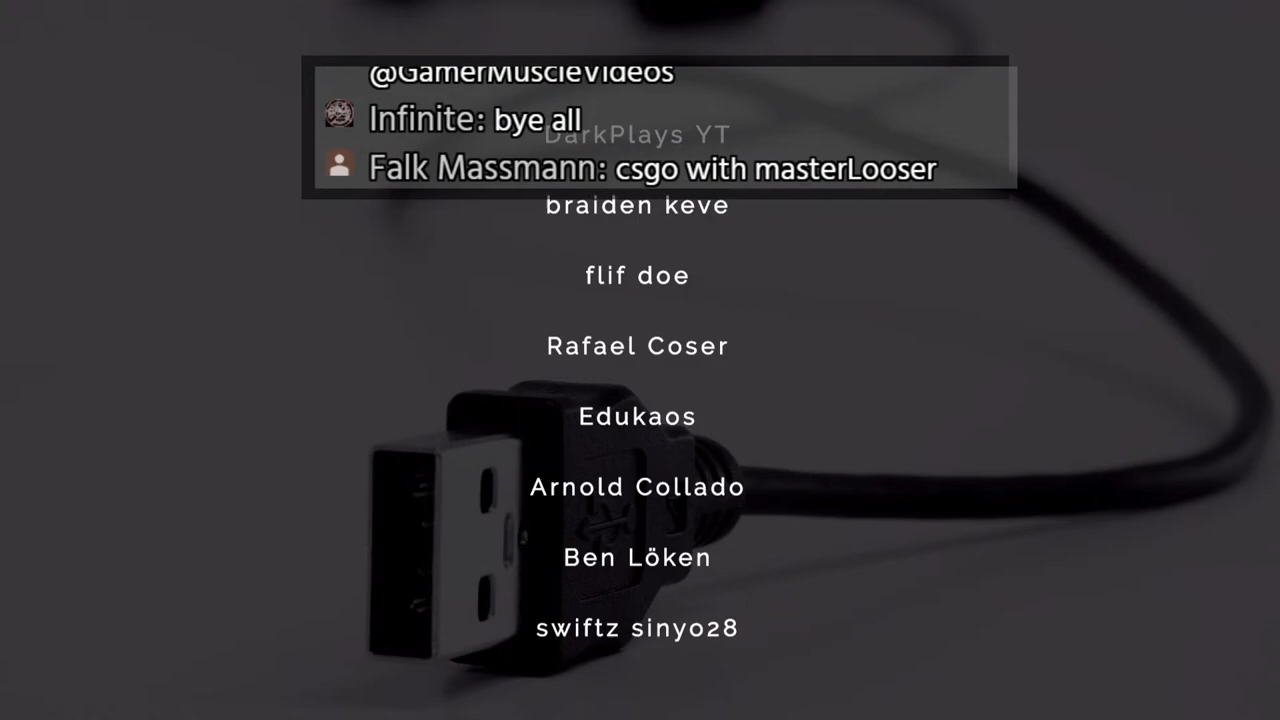 @GamerMuscleVideos
Infinite: bye all
DarkPlays YT
Falk Massmann: csgo with masterLooser
braiden keve
flif doe
Rafael Coser
Edukaos
Arnold Collado
Ben Löken
swiftz sinyo28